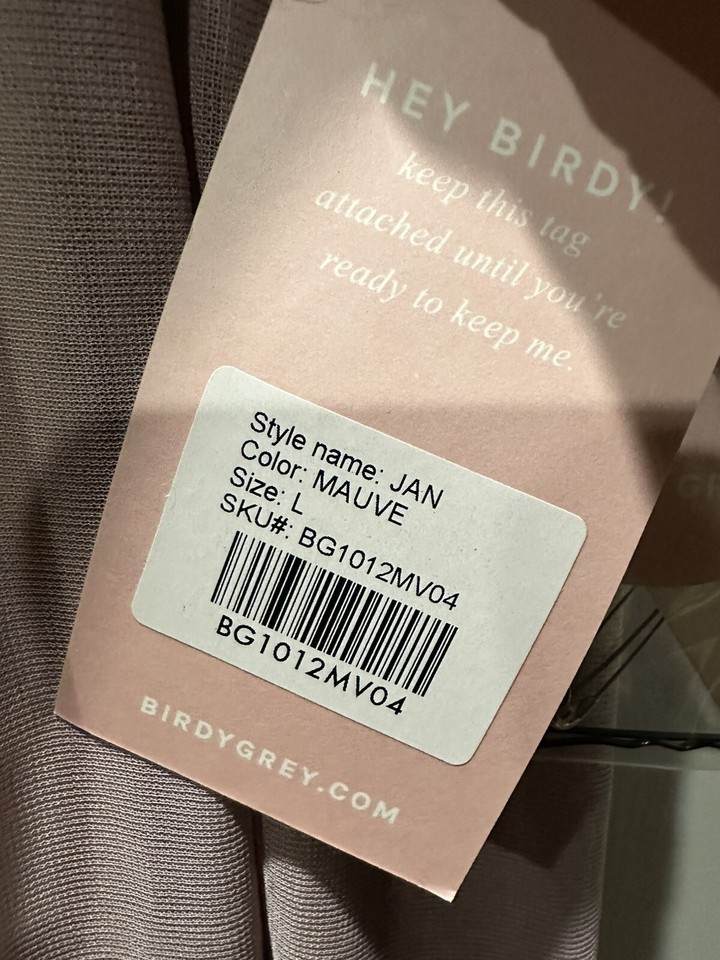 HEY BIRDY!
keep this tag
attached until you're
ready to keep me.
Style name: JAN
Color: MAUVE
Size: L
SKU#: BG1012MV04
BG1012MV04
BIRDYGREY.COM